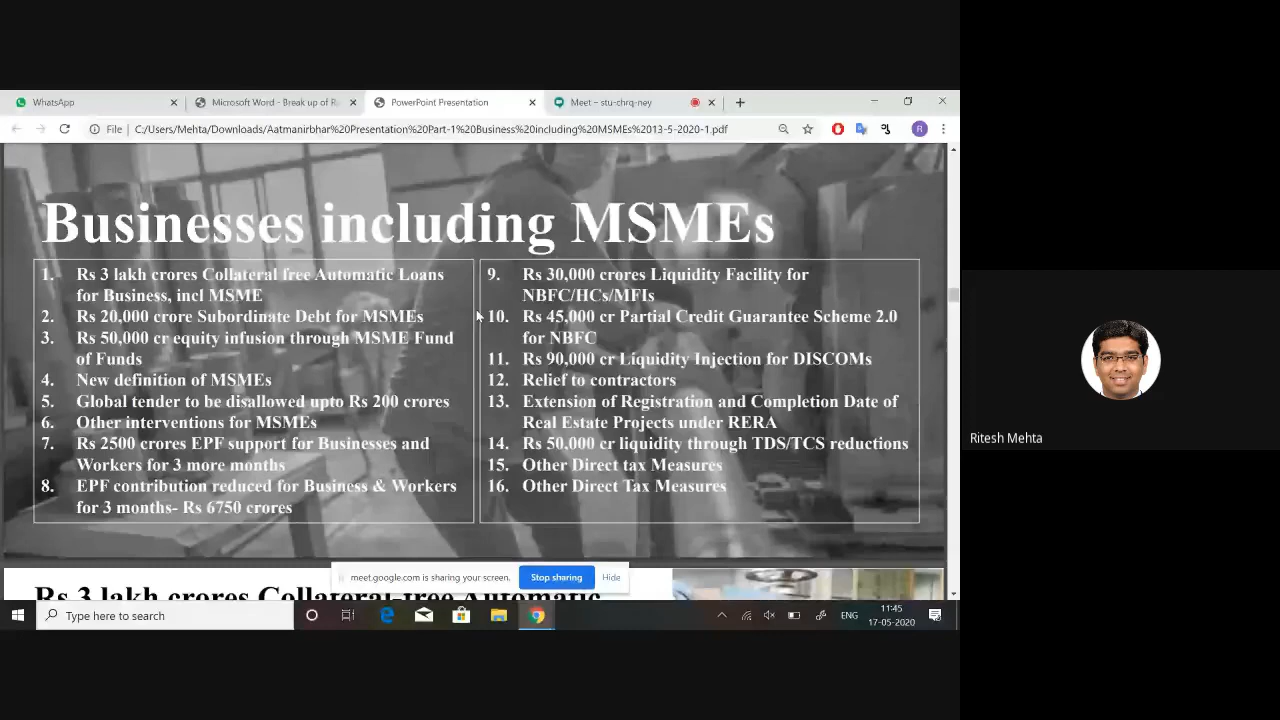 WhatsApp
Microsoft Word - Break up of R
PowerPoint Presentation
Meet – stu-chrq-ney
File
C:/Users/Mehta/Downloads/Aatmanirbhar%20Presentation%20Part-1%20Business%20including%20MSMEs%2013-5-2020-1.pdf
R
Businesses including MSMEs
1. Rs 3 lakh crores Collateral free Automatic Loans
for Business, incl MSME
2. Rs 20,000 crore Subordinate Debt for MSMEs
3. Rs 50,000 cr equity infusion through MSME Fund
of Funds
4. New definition of MSMEs
5. Global tender to be disallowed upto Rs 200 crores
6. Other interventions for MSMEs
7. Rs 2500 crores EPF support for Businesses and
Workers for 3 more months
8. EPF contribution reduced for Business & Workers
for 3 months- Rs 6750 crores
9. Rs 30,000 crores Liquidity Facility for
NBFC/HCs/MFIs
10. Rs 45,000 cr Partial Credit Guarantee Scheme 2.0
for NBFC
11. Rs 90,000 cr Liquidity Injection for DISCOMs
12. Relief to contractors
13. Extension of Registration and Completion Date of
Real Estate Projects under RERA
14. Rs 50,000 cr liquidity through TDS/TCS reductions
15. Other Direct tax Measures
16. Other Direct Tax Measures
Ritesh Mehta
meet.google.com is sharing your screen.
Stop sharing
Hide
Rs 3 lakh crores Collateral-free Automatic
Type here to search
ENG
11:45
17-05-2020